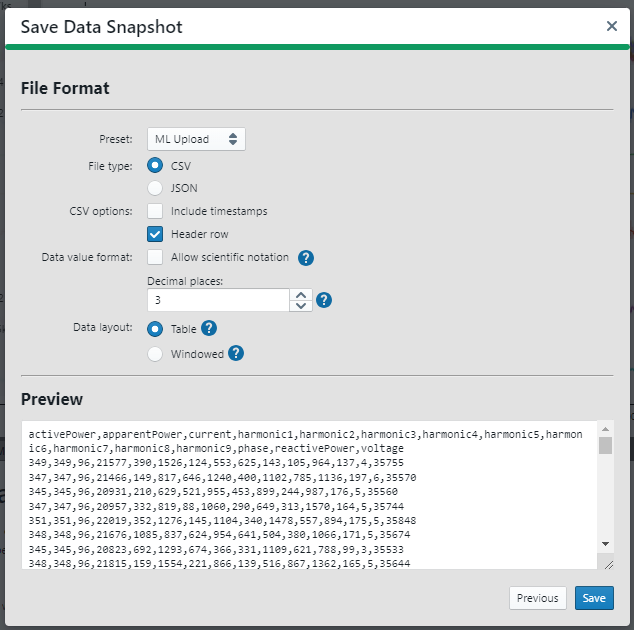 Save Data Snapshot
File Format
Preset: ML Upload
File type: CSV
JSON
CSV options: Include timestamps
Header row
Data value format: Allow scientific notation ?
Decimal places:
3 ?
Data layout: Table ?
Windowed ?
Preview
activePower,apparentPower,current,harmonic1,harmonic2,harmonic3,harmonic4,harmonic5,harmon
ic6,harmonic7,harmonic8,harmonic9,phase,reactivePower,voltage
349,349,96,21577,390,1526,124,553,625,143,105,964,137,4,35755
347,347,96,21466,149,817,646,1240,400,1102,785,1136,197,6,35570
345,345,96,20931,210,629,521,955,453,899,244,987,176,5,35560
347,347,96,20957,332,819,88,1060,290,649,313,1570,164,5,35744
351,351,96,22019,352,1276,145,1104,340,1478,557,894,175,5,35848
348,348,96,21676,1085,837,624,954,641,504,380,1066,171,5,35674
345,345,96,20823,692,1293,674,366,331,1109,621,788,99,3,35533
348,348,96,21815,159,1554,221,866,139,516,867,1362,165,5,35644
Previous Save